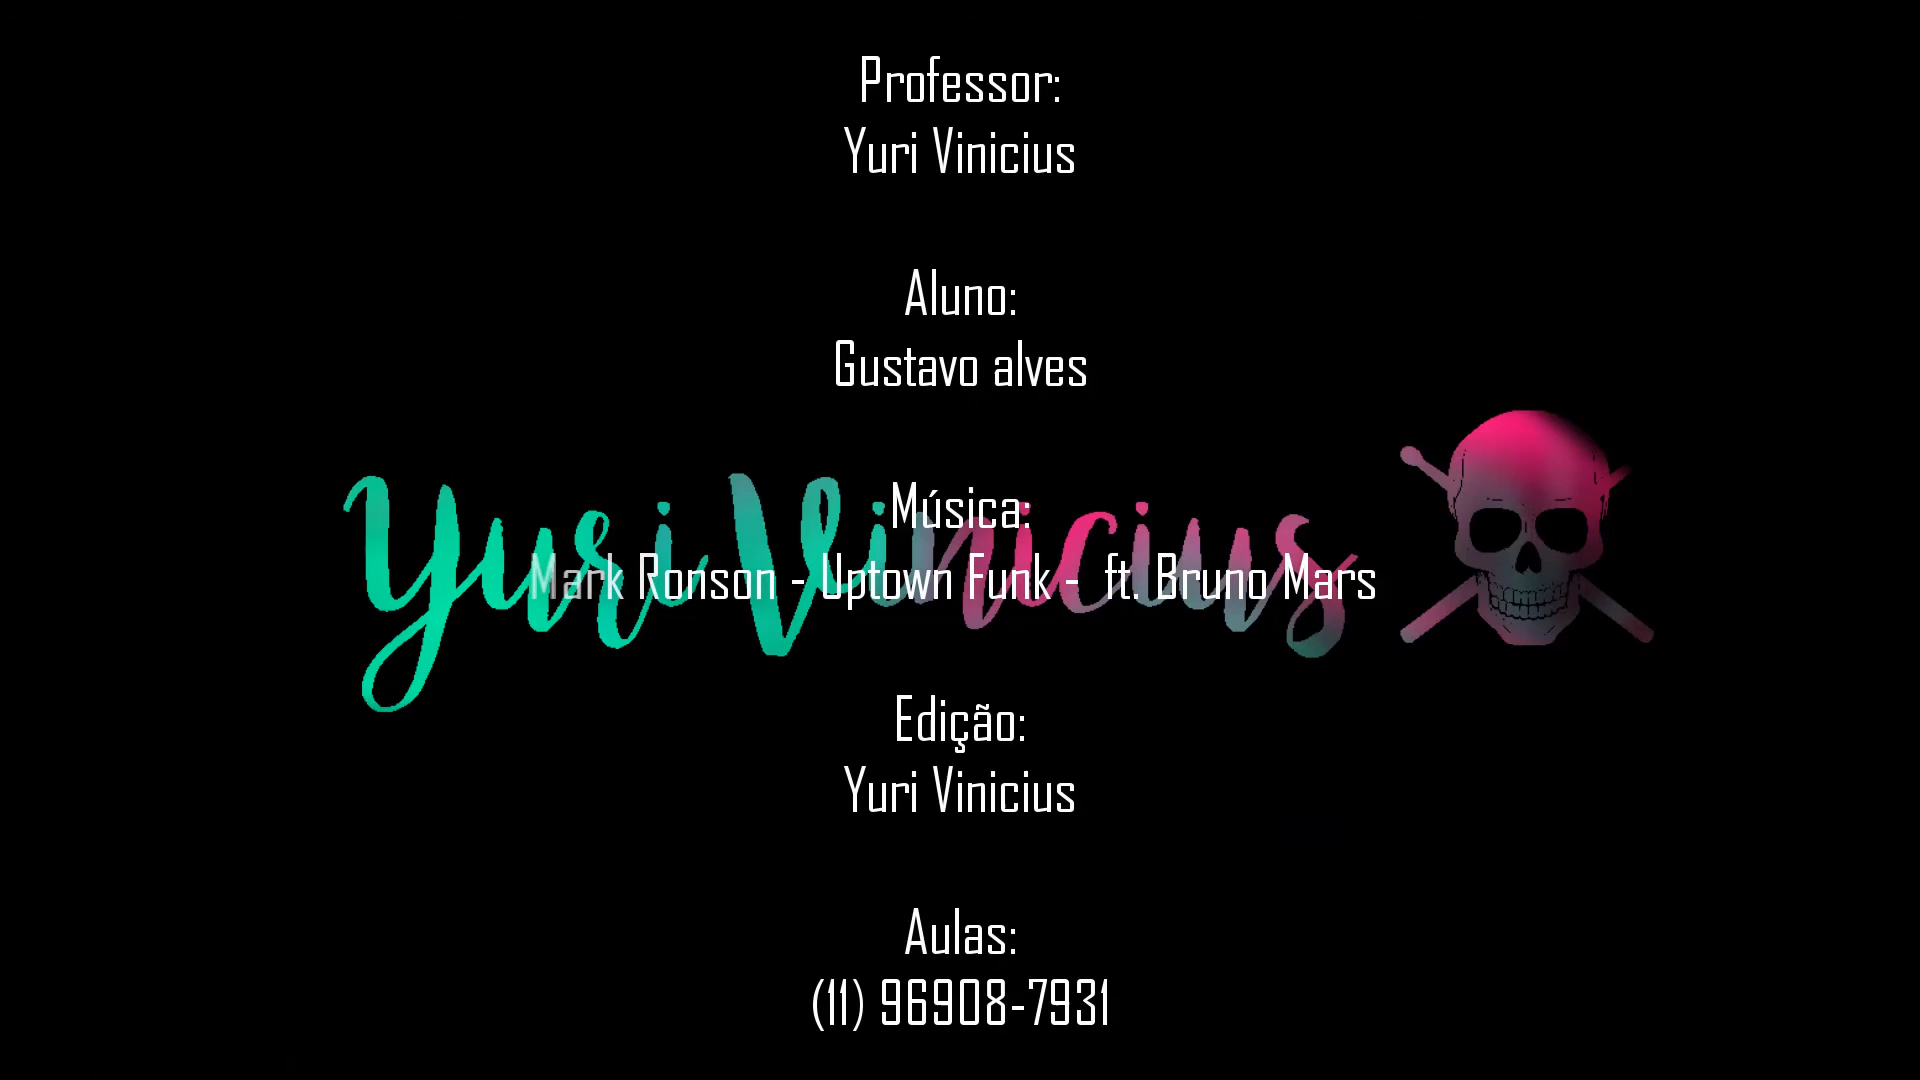 Professor:
Yuri Vinicius
Aluno:
Gustavo alves
Música:
Yuri Vinicius
Mark Ronson - Uptown Funk -  ft. Bruno Mars
Edição:
Yuri Vinicius
Aulas:
(11) 96908-7931